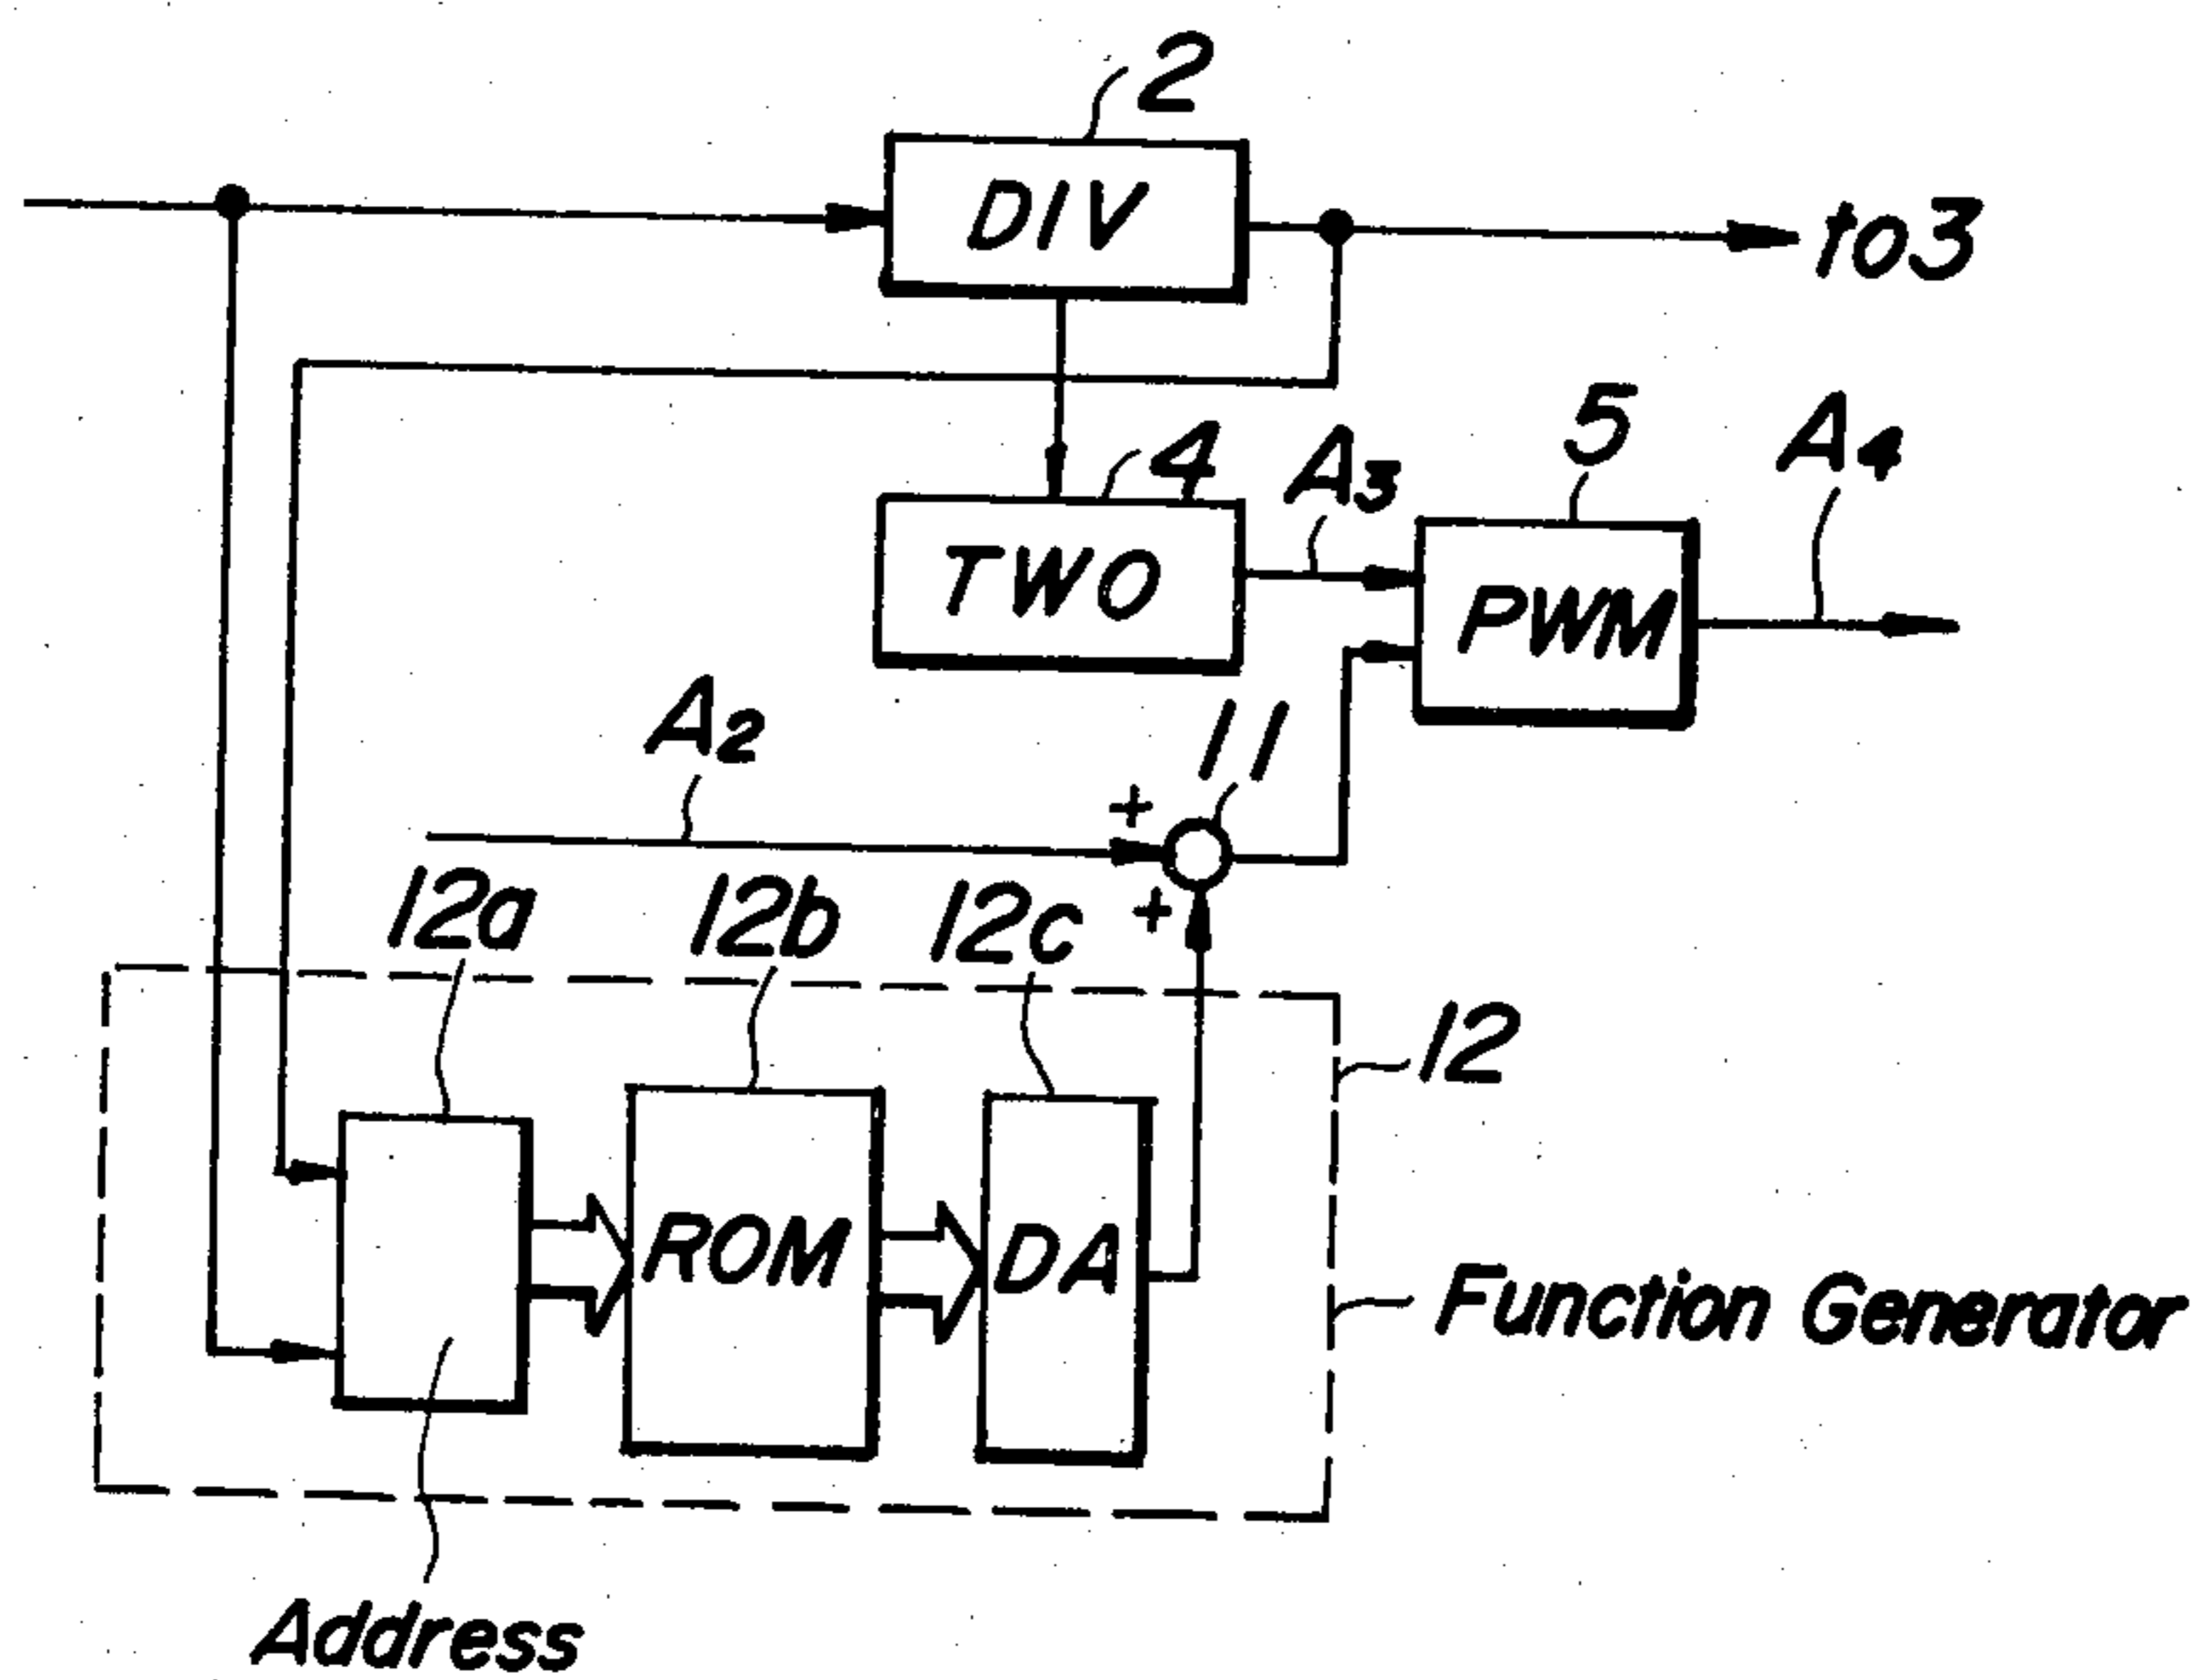 2
DIV
to3
4
A3
5
A4
TWO
PWM
A2
11
+
+
12a
12b
12c
12
ROM
DA
Function Generator
Address